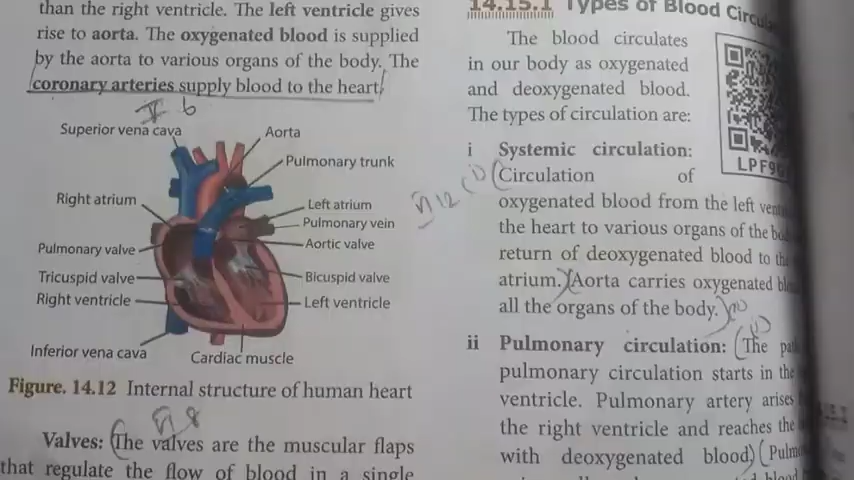 than the right ventricle. The left ventricle gives
rise to aorta. The oxygenated blood is supplied
by the aorta to various organs of the body. The
coronary arteries supply blood to the heart.
6
Superior vena cava
Aorta
Pulmonary trunk
Right atrium
Left atrium
Pulmonary vein
Aortic valve
Pulmonary valve
Tricuspid valve
Bicuspid valve
Right ventricle
Left ventricle
Inferior vena cava
Cardiac muscle
Figure. 14.12 Internal structure of human heart
8
Valves: The valves are the muscular flaps
that regulate the flow of blood in a single
14.15.1 Types of Blood
The blood circulates
in our body as oxygenated
and deoxygenated blood.
The types of circulation are:
i Systemic circulation:
Circulation of
oxygenated blood from the left
the heart to various organs of the
return of deoxygenated blood to
atrium. Aorta carries oxygenated
all the organs of the body.
ii Pulmonary circulation: The
pulmonary circulation starts in the
ventricle. Pulmonary artery arises
the right ventricle and reaches the
with deoxygenated blood)
12 (i)